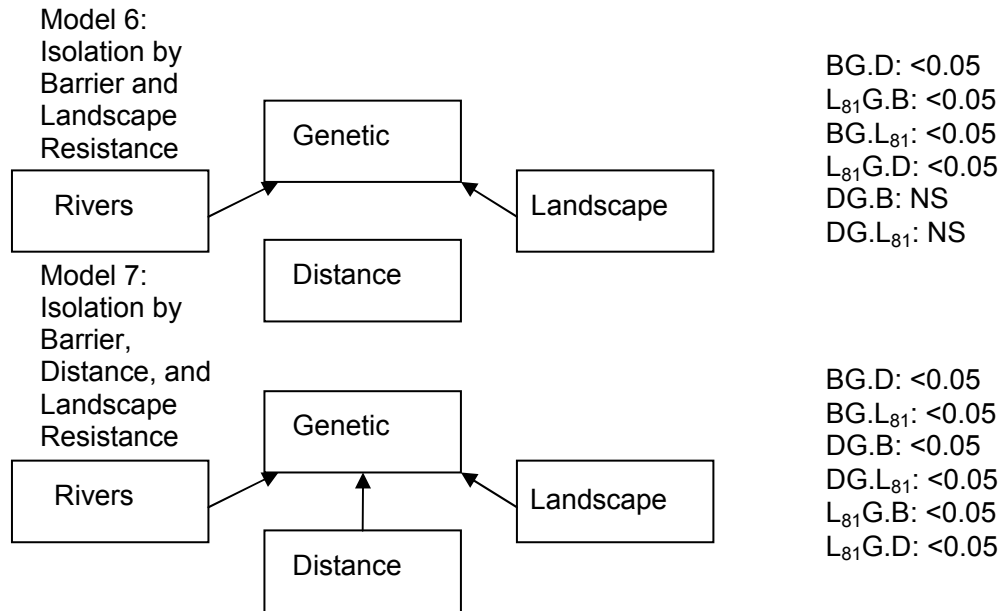 Model 6:
Isolation by
Barrier and
Landscape
Resistance
Genetic
Rivers
Landscape
Distance
BG.D: <0.05
L₈₁G.B: <0.05
BG.L₈₁: <0.05
L₈₁G.D: <0.05
DG.B: NS
DG.L₈₁: NS
Model 7:
Isolation by
Barrier,
Distance, and
Landscape
Resistance
Genetic
Rivers
Landscape
Distance
BG.D: <0.05
BG.L₈₁: <0.05
DG.B: <0.05
DG.L₈₁: <0.05
L₈₁G.B: <0.05
L₈₁G.D: <0.05